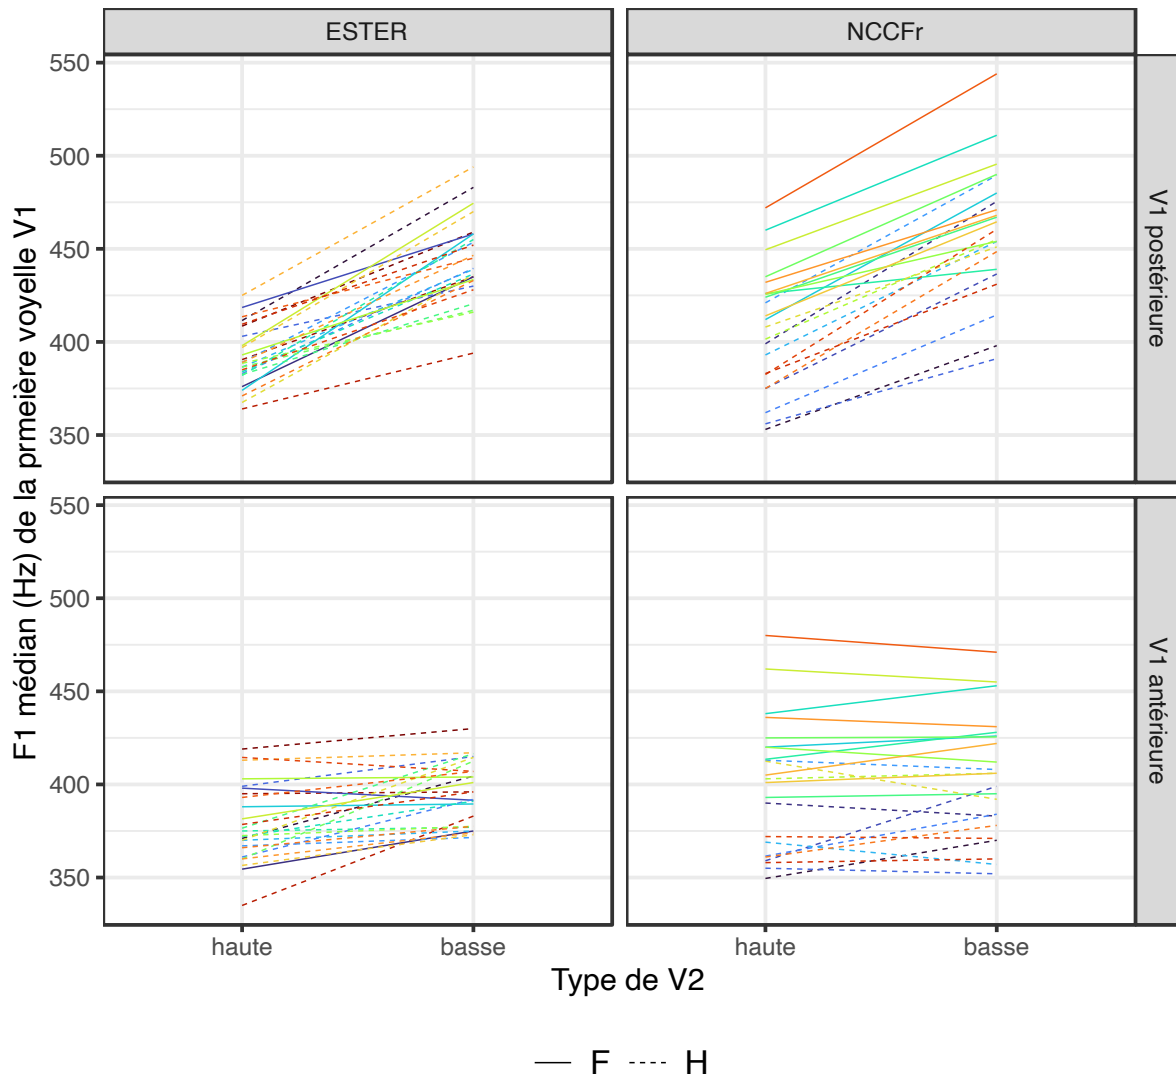 ESTER
NCCFr
F1 médian (Hz) de la prmeière voyelle V1
550
500
450
400
350
V1 postérieure
550
500
450
400
350
V1 antérieure
haute
basse
haute
basse
Type de V2
F
H